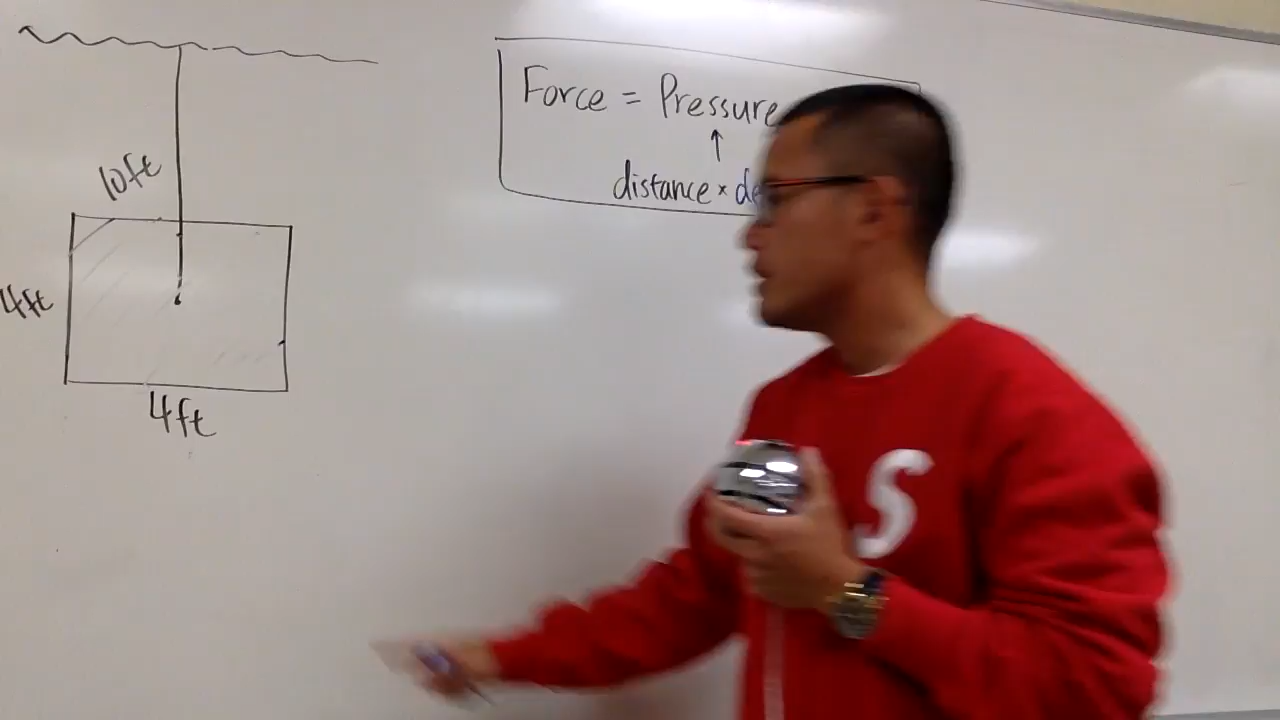 Force = Pressure
↑
distance ×
10ft
4ft
4ft
S